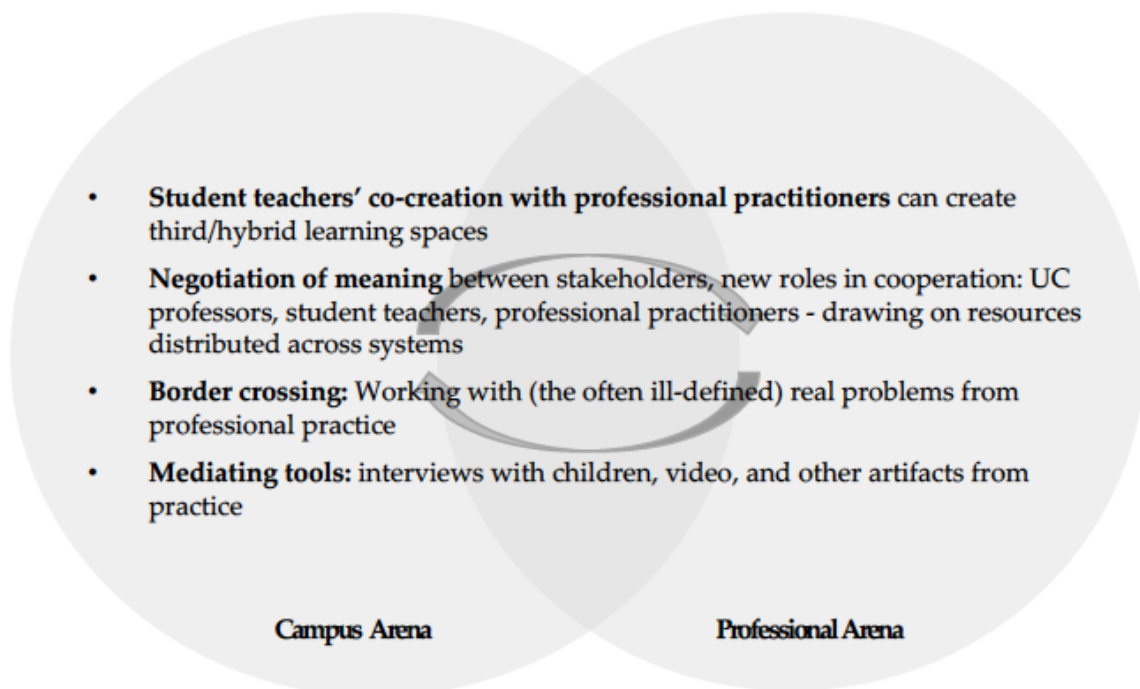 • Student teachers’ co-creation with professional practitioners can create
third/hybrid learning spaces
• Negotiation of meaning between stakeholders, new roles in cooperation: UC
professors, student teachers, professional practitioners - drawing on resources
distributed across systems
• Border crossing: Working with (the often ill-defined) real problems from
professional practice
• Mediating tools: interviews with children, video, and other artifacts from
practice
Campus Arena
Professional Arena